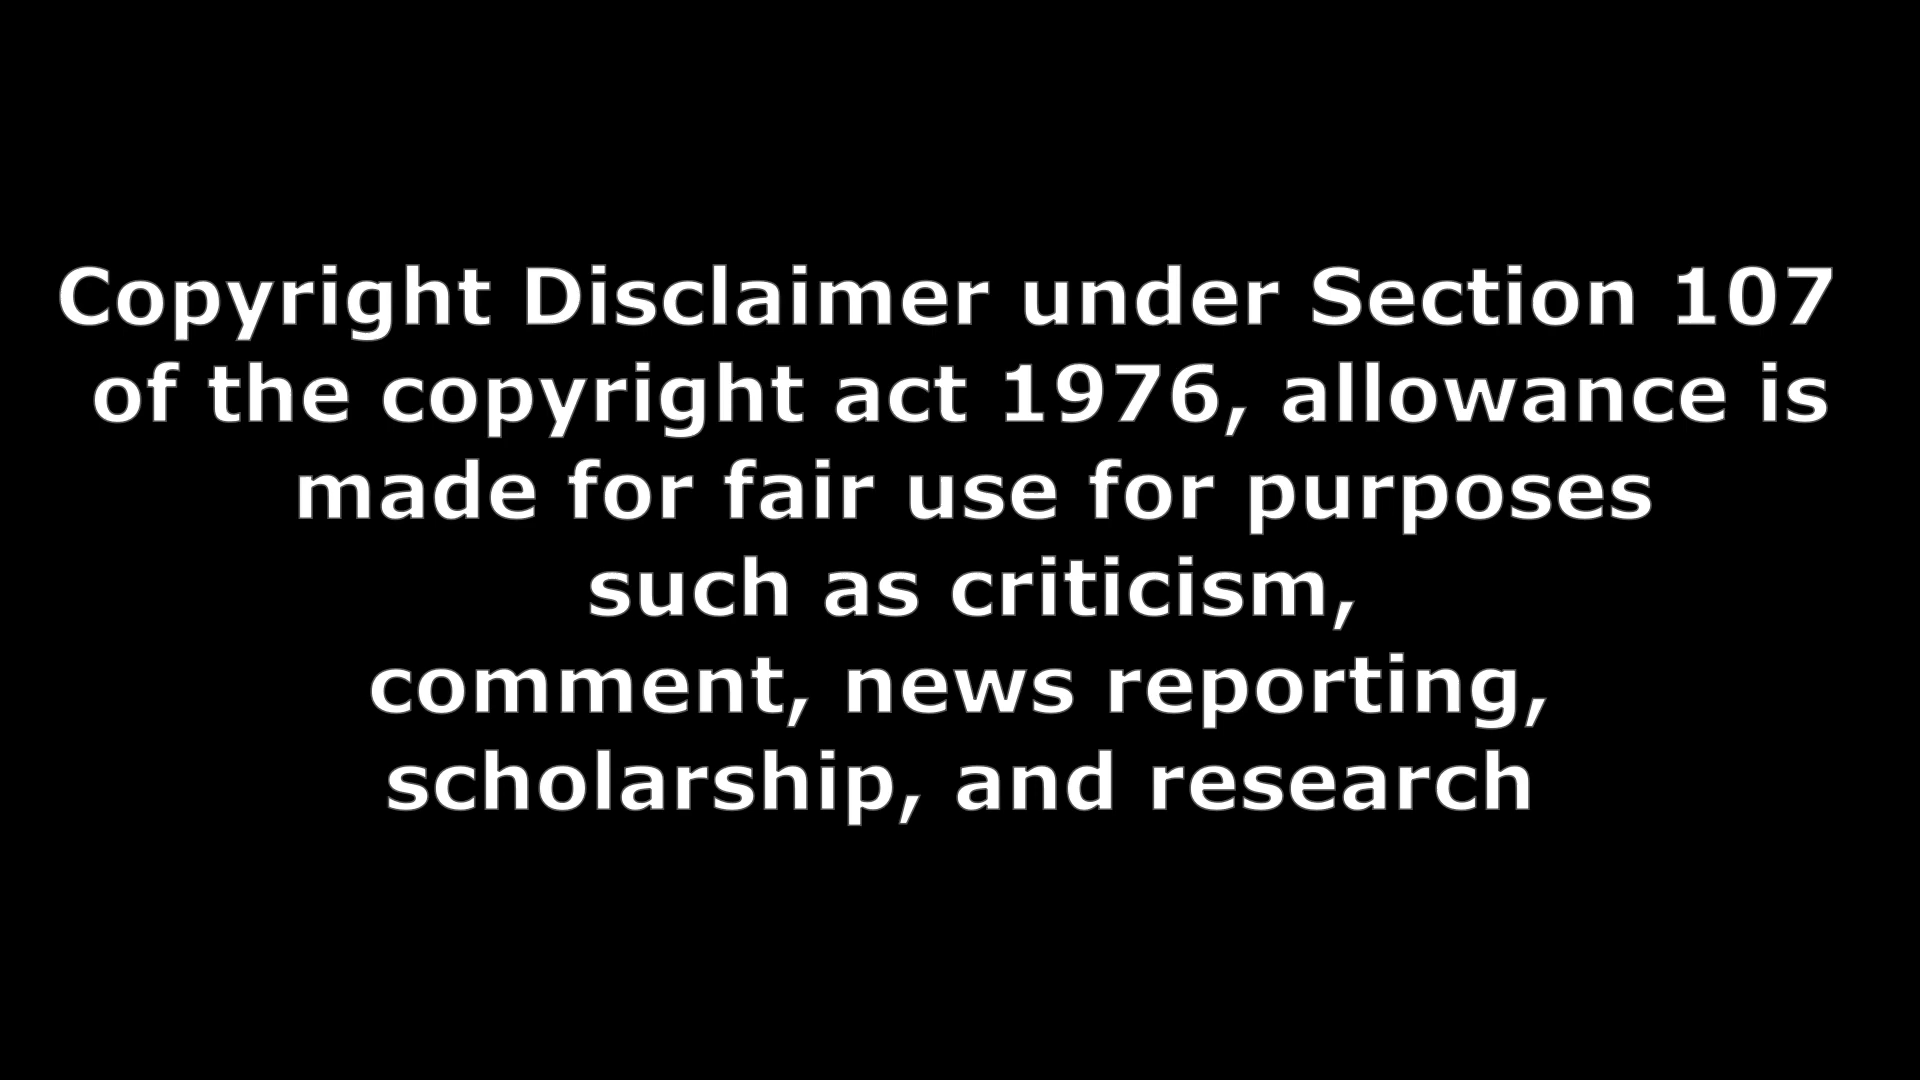 Copyright Disclaimer under Section 107
of the copyright act 1976, allowance is
made for fair use for purposes
such as criticism,
comment, news reporting,
scholarship, and research